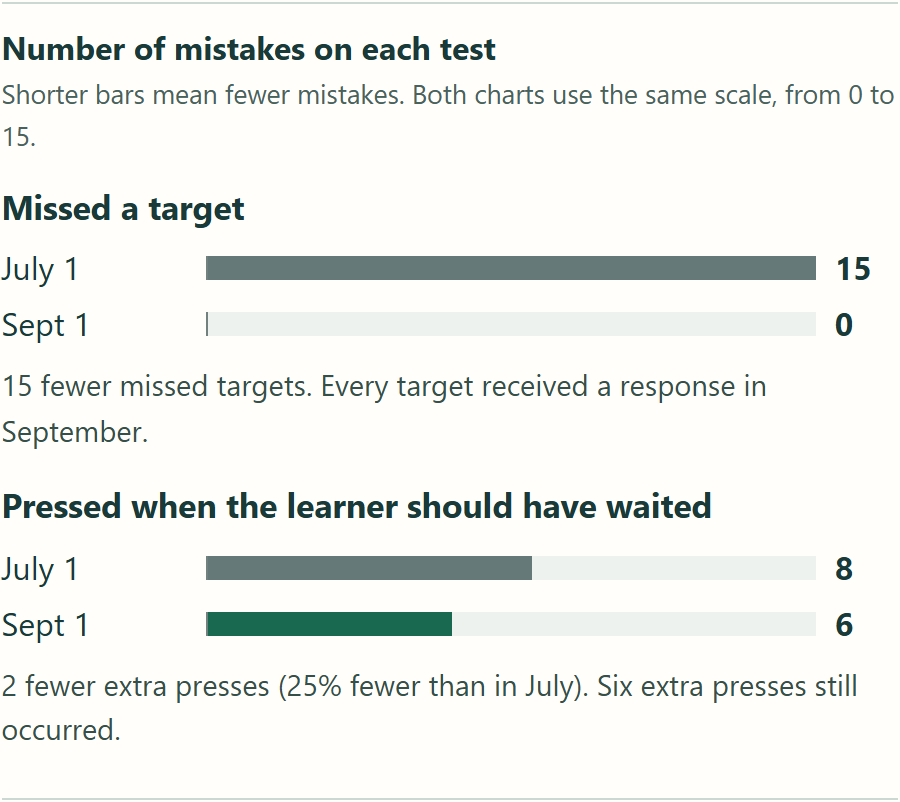 Number of mistakes on each test
Shorter bars mean fewer mistakes. Both charts use the same scale, from 0 to
15.
Missed a target
July 1 15
Sept 1 0
15 fewer missed targets. Every target received a response in
September.
Pressed when the learner should have waited
July 1 8
Sept 1 6
2 fewer extra presses (25% fewer than in July). Six extra presses still
occurred.